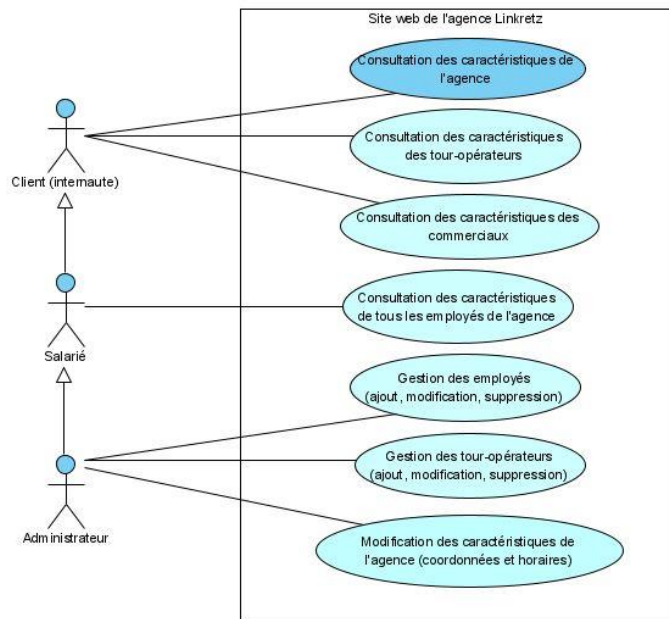 Site web de l'agence Linkretz
Consultation des caractéristiques de
l'agence
Consultation des caractéristiques
des tour-opérateurs
Client (internaute)
Consultation des caractéristiques des
commerciaux
Consultation des caractéristiques
de tous les employés de l'agence
Salarié
Gestion des employés
(ajout, modification, suppression)
Gestion des tour-opérateurs
(ajout, modification, suppression)
Administrateur
Modification des caractéristiques de
l'agence (coordonnées et horaires)